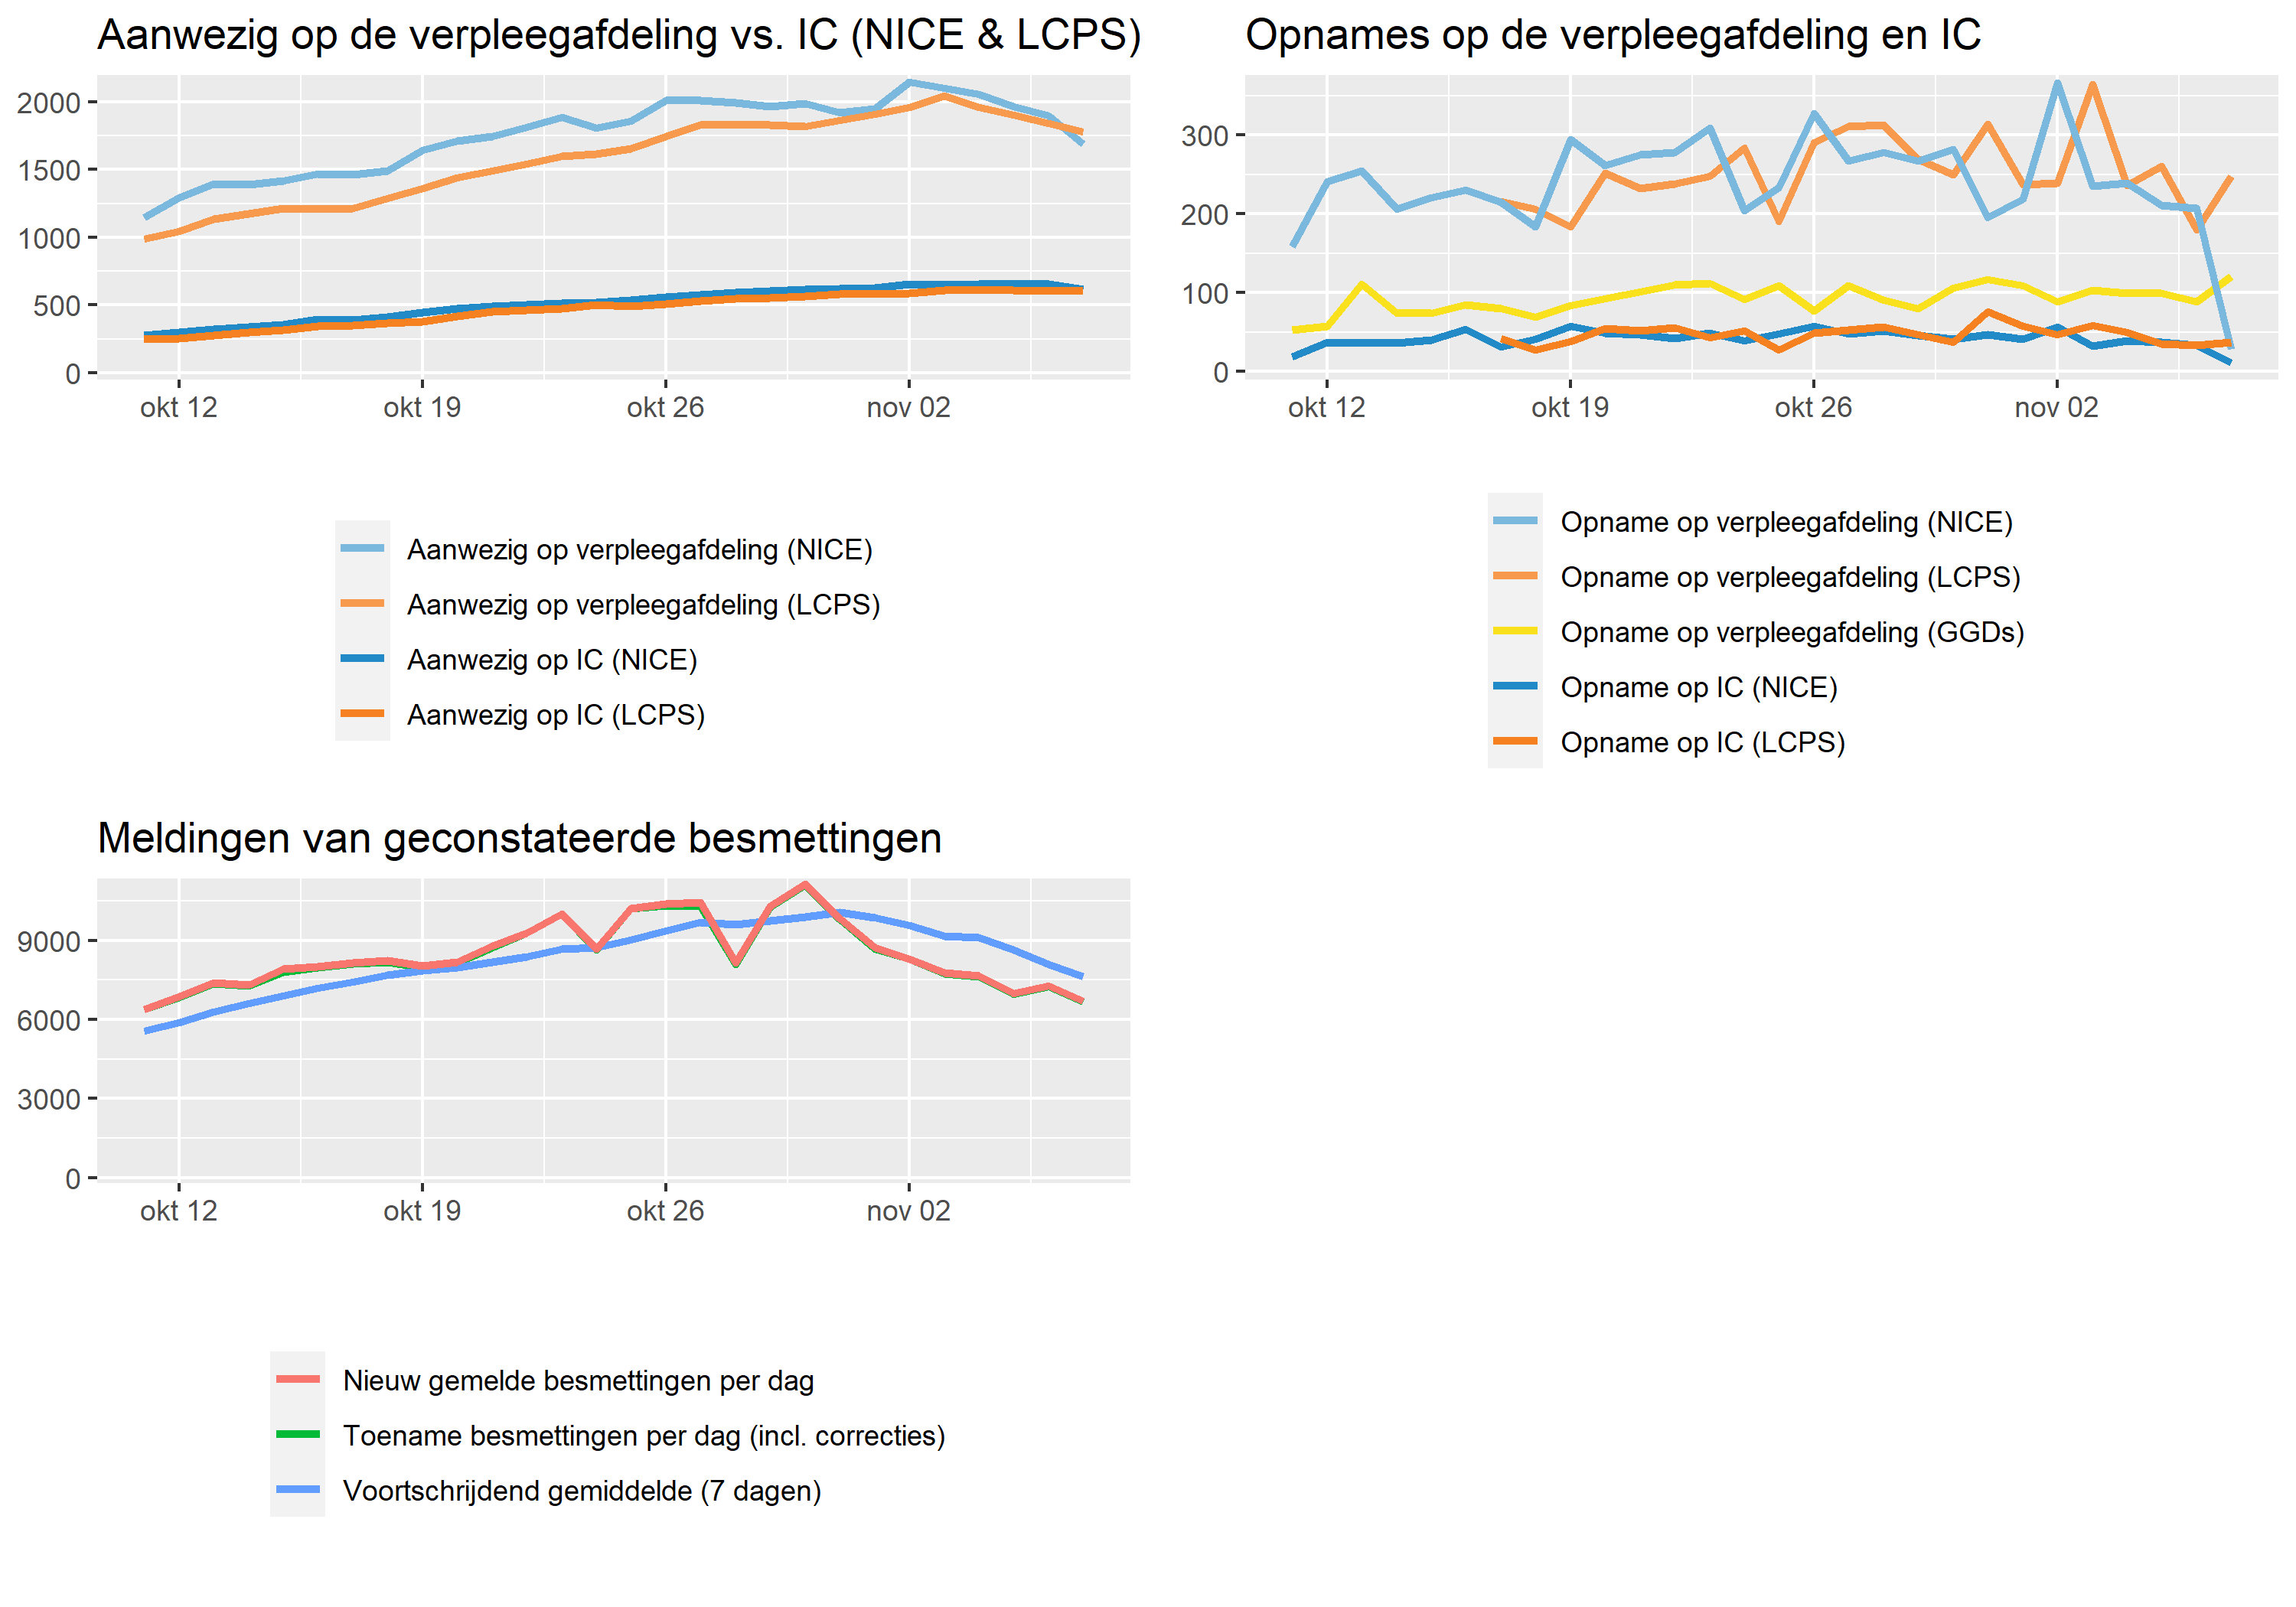 Aanwezig op de verpleegafdeling vs. IC (NICE & LCPS)
2000
1500
1000
500
0
okt 12 okt 19 okt 26 nov 02
Aanwezig op verpleegafdeling (NICE)
Aanwezig op verpleegafdeling (LCPS)
Aanwezig op IC (NICE)
Aanwezig op IC (LCPS)
Opnames op de verpleegafdeling en IC
300
200
100
0
okt 12 okt 19 okt 26 nov 02
Opname op verpleegafdeling (NICE)
Opname op verpleegafdeling (LCPS)
Opname op verpleegafdeling (GGDs)
Opname op IC (NICE)
Opname op IC (LCPS)
Meldingen van geconstateerde besmettingen
9000
6000
3000
0
okt 12 okt 19 okt 26 nov 02
Nieuw gemelde besmettingen per dag
Toename besmettingen per dag (incl. correcties)
Voortschrijdend gemiddelde (7 dagen)